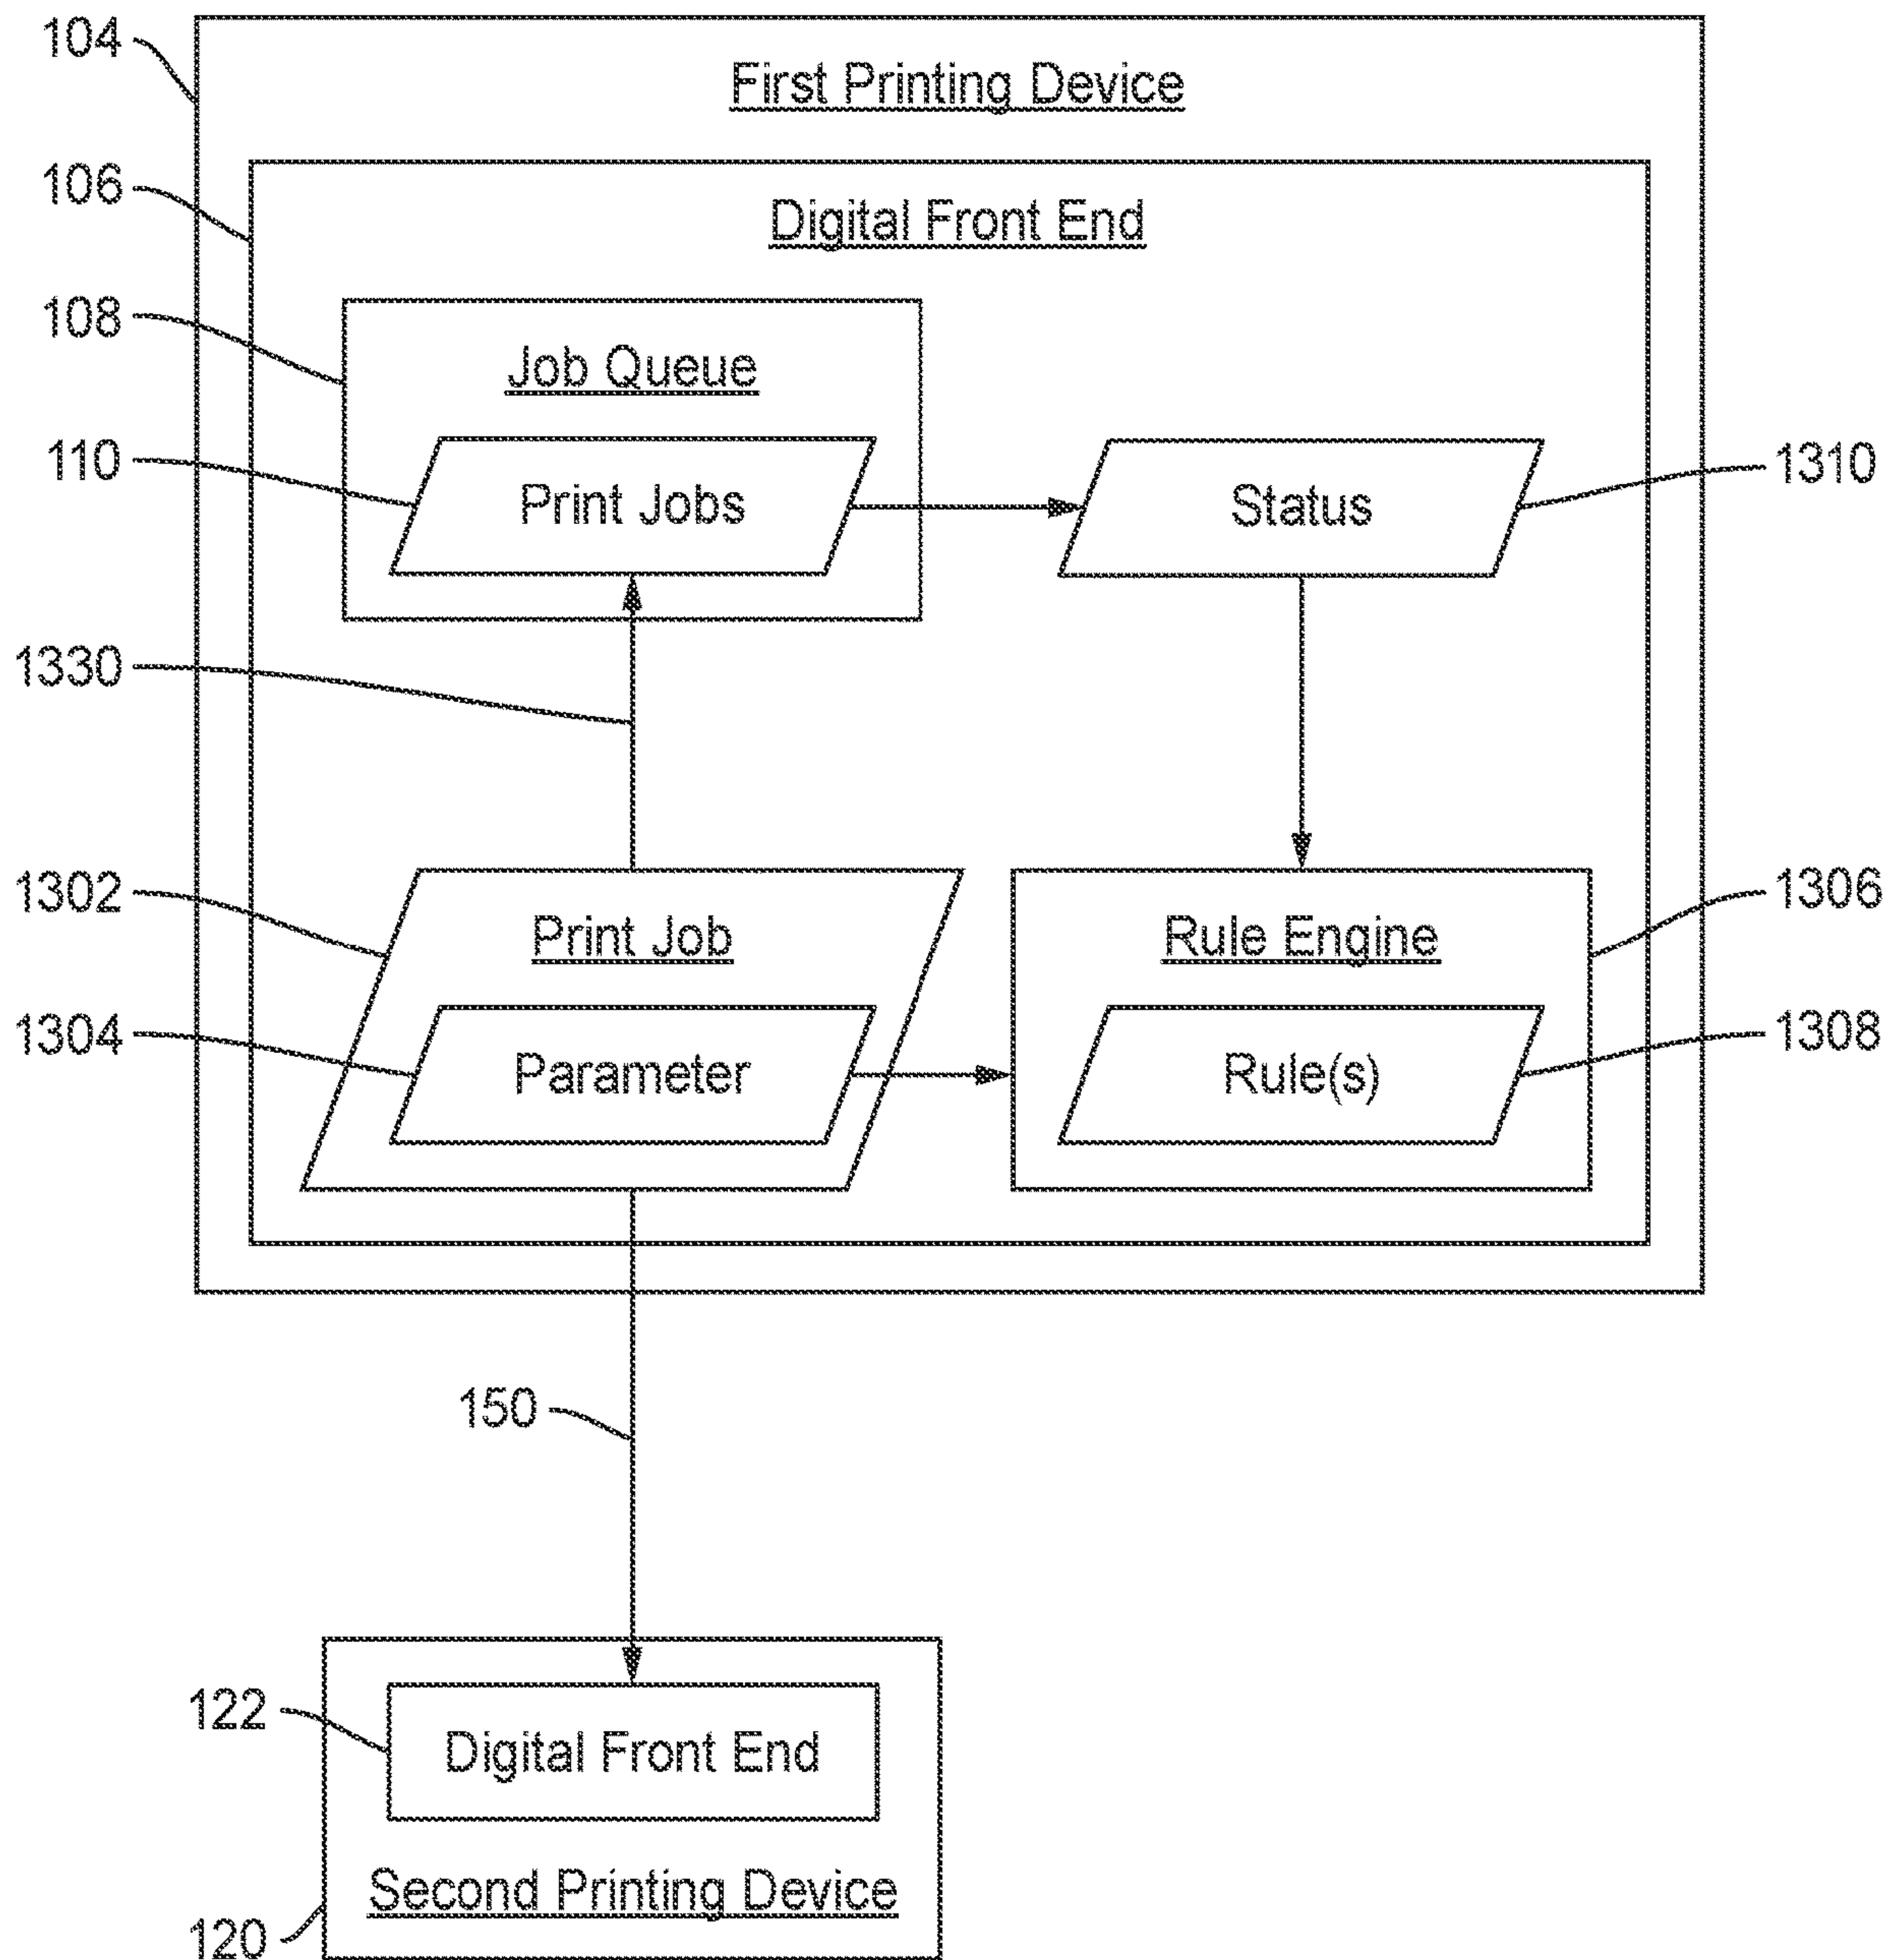 104
First Printing Device
106
Digital Front End
108
Job Queue
110
Print Jobs
Status
1310
1330
1302
Print Job
Rule Engine
1306
1304
Parameter
Rule(s)
1308
150
122
Digital Front End
Second Printing Device
120